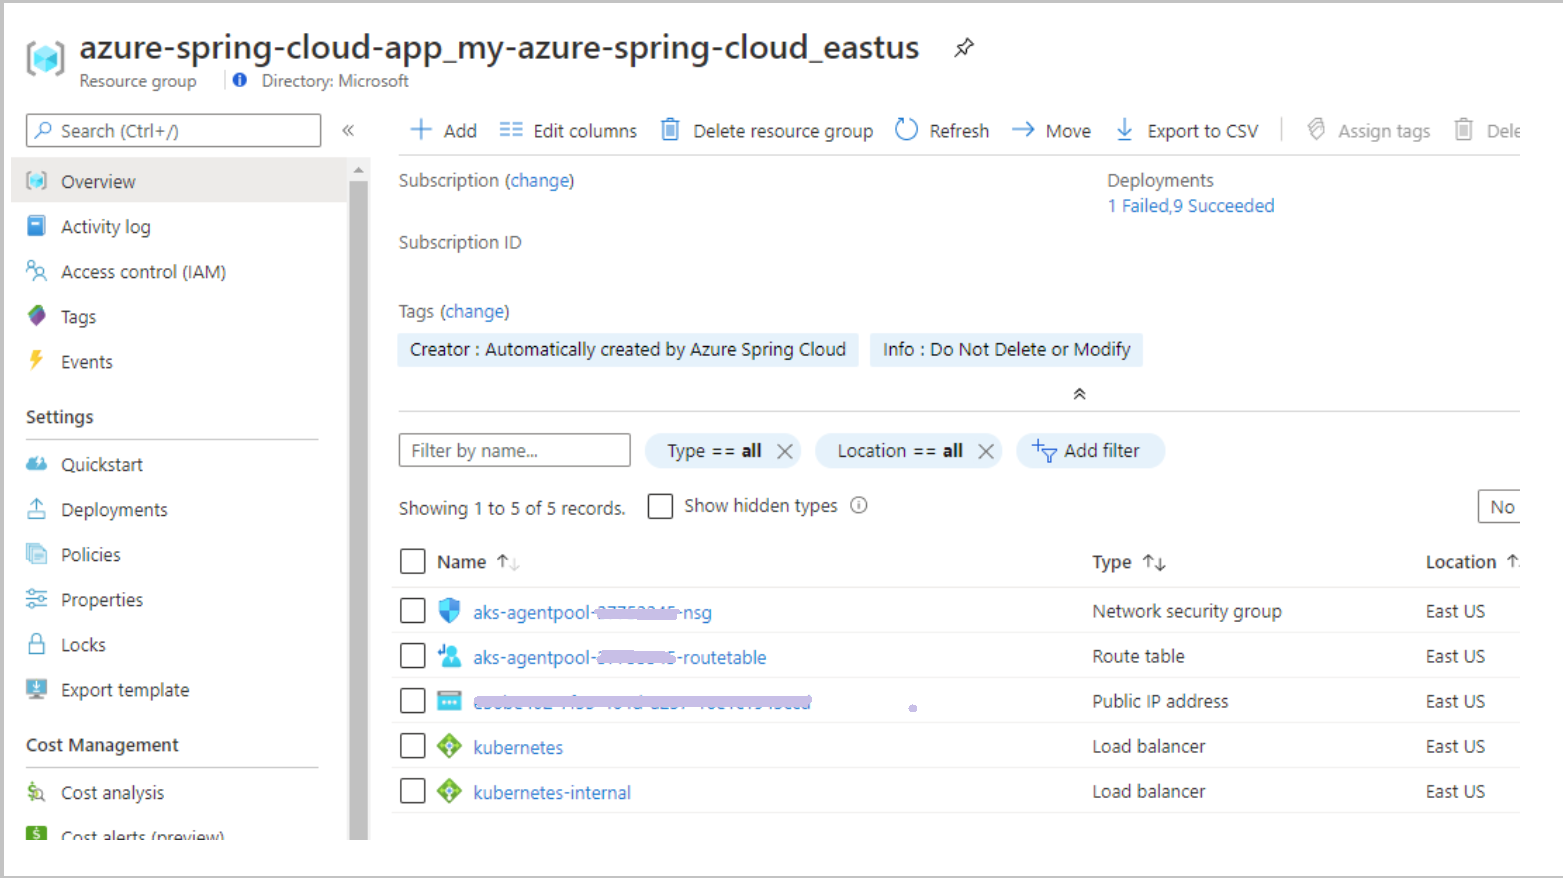 azure-spring-cloud-app_my-azure-spring-cloud_eastus
Resource group Directory: Microsoft
Search (Ctrl+/) «
Add Edit columns Delete resource group Refresh Move Export to CSV Assign tags Dele
Overview
Activity log
Access control (IAM)
Tags
Events
Settings
Quickstart
Deployments
Policies
Properties
Locks
Export template
Cost Management
Cost analysis
Cost alerts (preview)
Subscription (change)
Deployments
1 Failed,9 Succeeded
Subscription ID
Tags (change)
Creator : Automatically created by Azure Spring Cloud Info : Do Not Delete or Modify
Filter by name... Type == all Location == all Add filter
Showing 1 to 5 of 5 records. Show hidden types No
Name Type Location
aks-agentpool- -nsg Network security group East US
aks-agentpool- -routetable Route table East US
Public IP address East US
kubernetes Load balancer East US
kubernetes-internal Load balancer East US